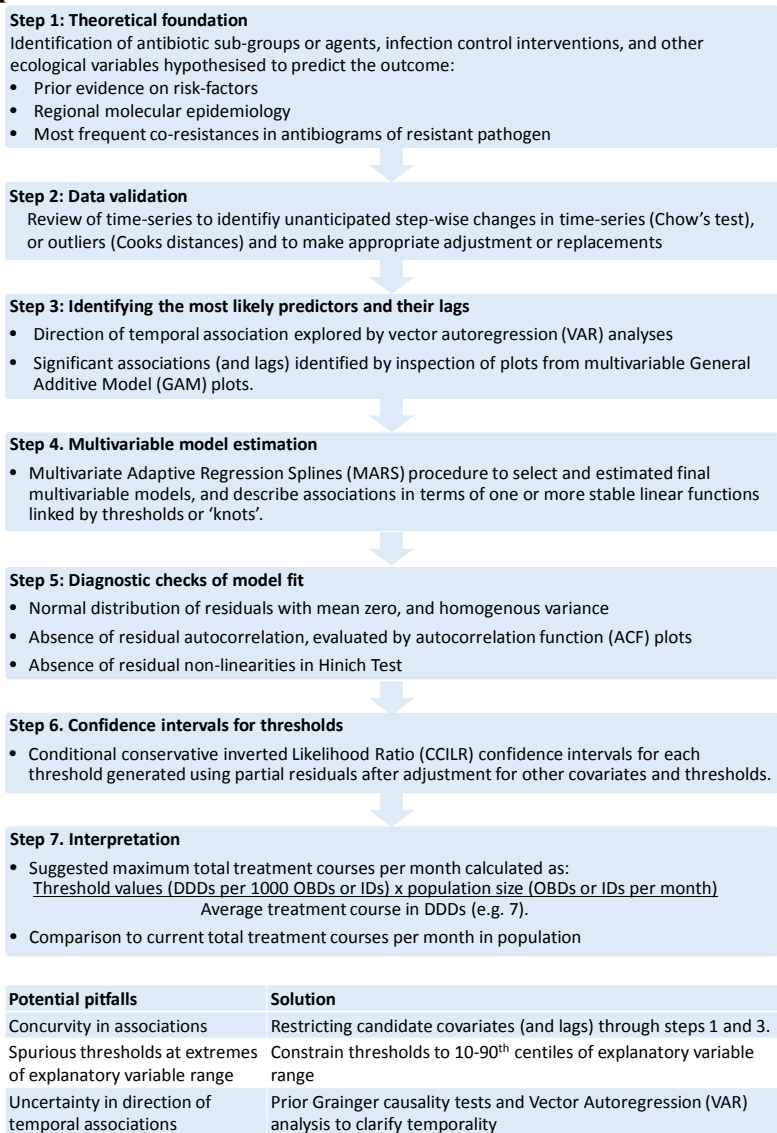 Step 1: Theoretical foundation
Identification of antibiotic sub-groups or agents, infection control interventions, and other
ecological variables hypothesised to predict the outcome:
• Prior evidence on risk-factors
• Regional molecular epidemiology
• Most frequent co-resistances in antibiograms of resistant pathogen
Step 2: Data validation
Review of time-series to identifiy unanticipated step-wise changes in time-series (Chow's test),
or outliers (Cooks distances) and to make appropriate adjustment or replacements
Step 3: Identifying the most likely predictors and their lags
• Direction of temporal association explored by vector autoregression (VAR) analyses
• Significant associations (and lags) identified by inspection of plots from multivariable General
Additive Model (GAM) plots.
Step 4. Multivariable model estimation
• Multivariate Adaptive Regression Splines (MARS) procedure to select and estimated final
multivariable models, and describe associations in terms of one or more stable linear functions
linked by thresholds or 'knots'.
Step 5: Diagnostic checks of model fit
• Normal distribution of residuals with mean zero, and homogenous variance
• Absence of residual autocorrelation, evaluated by autocorrelation function (ACF) plots
• Absence of residual non-linearities in Hinich Test
Step 6. Confidence intervals for thresholds
• Conditional conservative inverted Likelihood Ratio (CCILR) confidence intervals for each
threshold generated using partial residuals after adjustment for other covariates and thresholds.
Step 7. Interpretation
• Suggested maximum total treatment courses per month calculated as:
Threshold values (DDDs per 1000 OBDs or IDs) x population size (OBDs or IDs per month)
Average treatment course in DDDs (e.g. 7).
• Comparison to current total treatment courses per month in population
Potential pitfalls Solution
Concurvity in associations Restricting candidate covariates (and lags) through steps 1 and 3.
Spurious thresholds at extremes Constrain thresholds to 10-90th centiles of explanatory variable
of explanatory variable range range
Uncertainty in direction of Prior Grainger causality tests and Vector Autoregression (VAR)
temporal associations analysis to clarify temporality